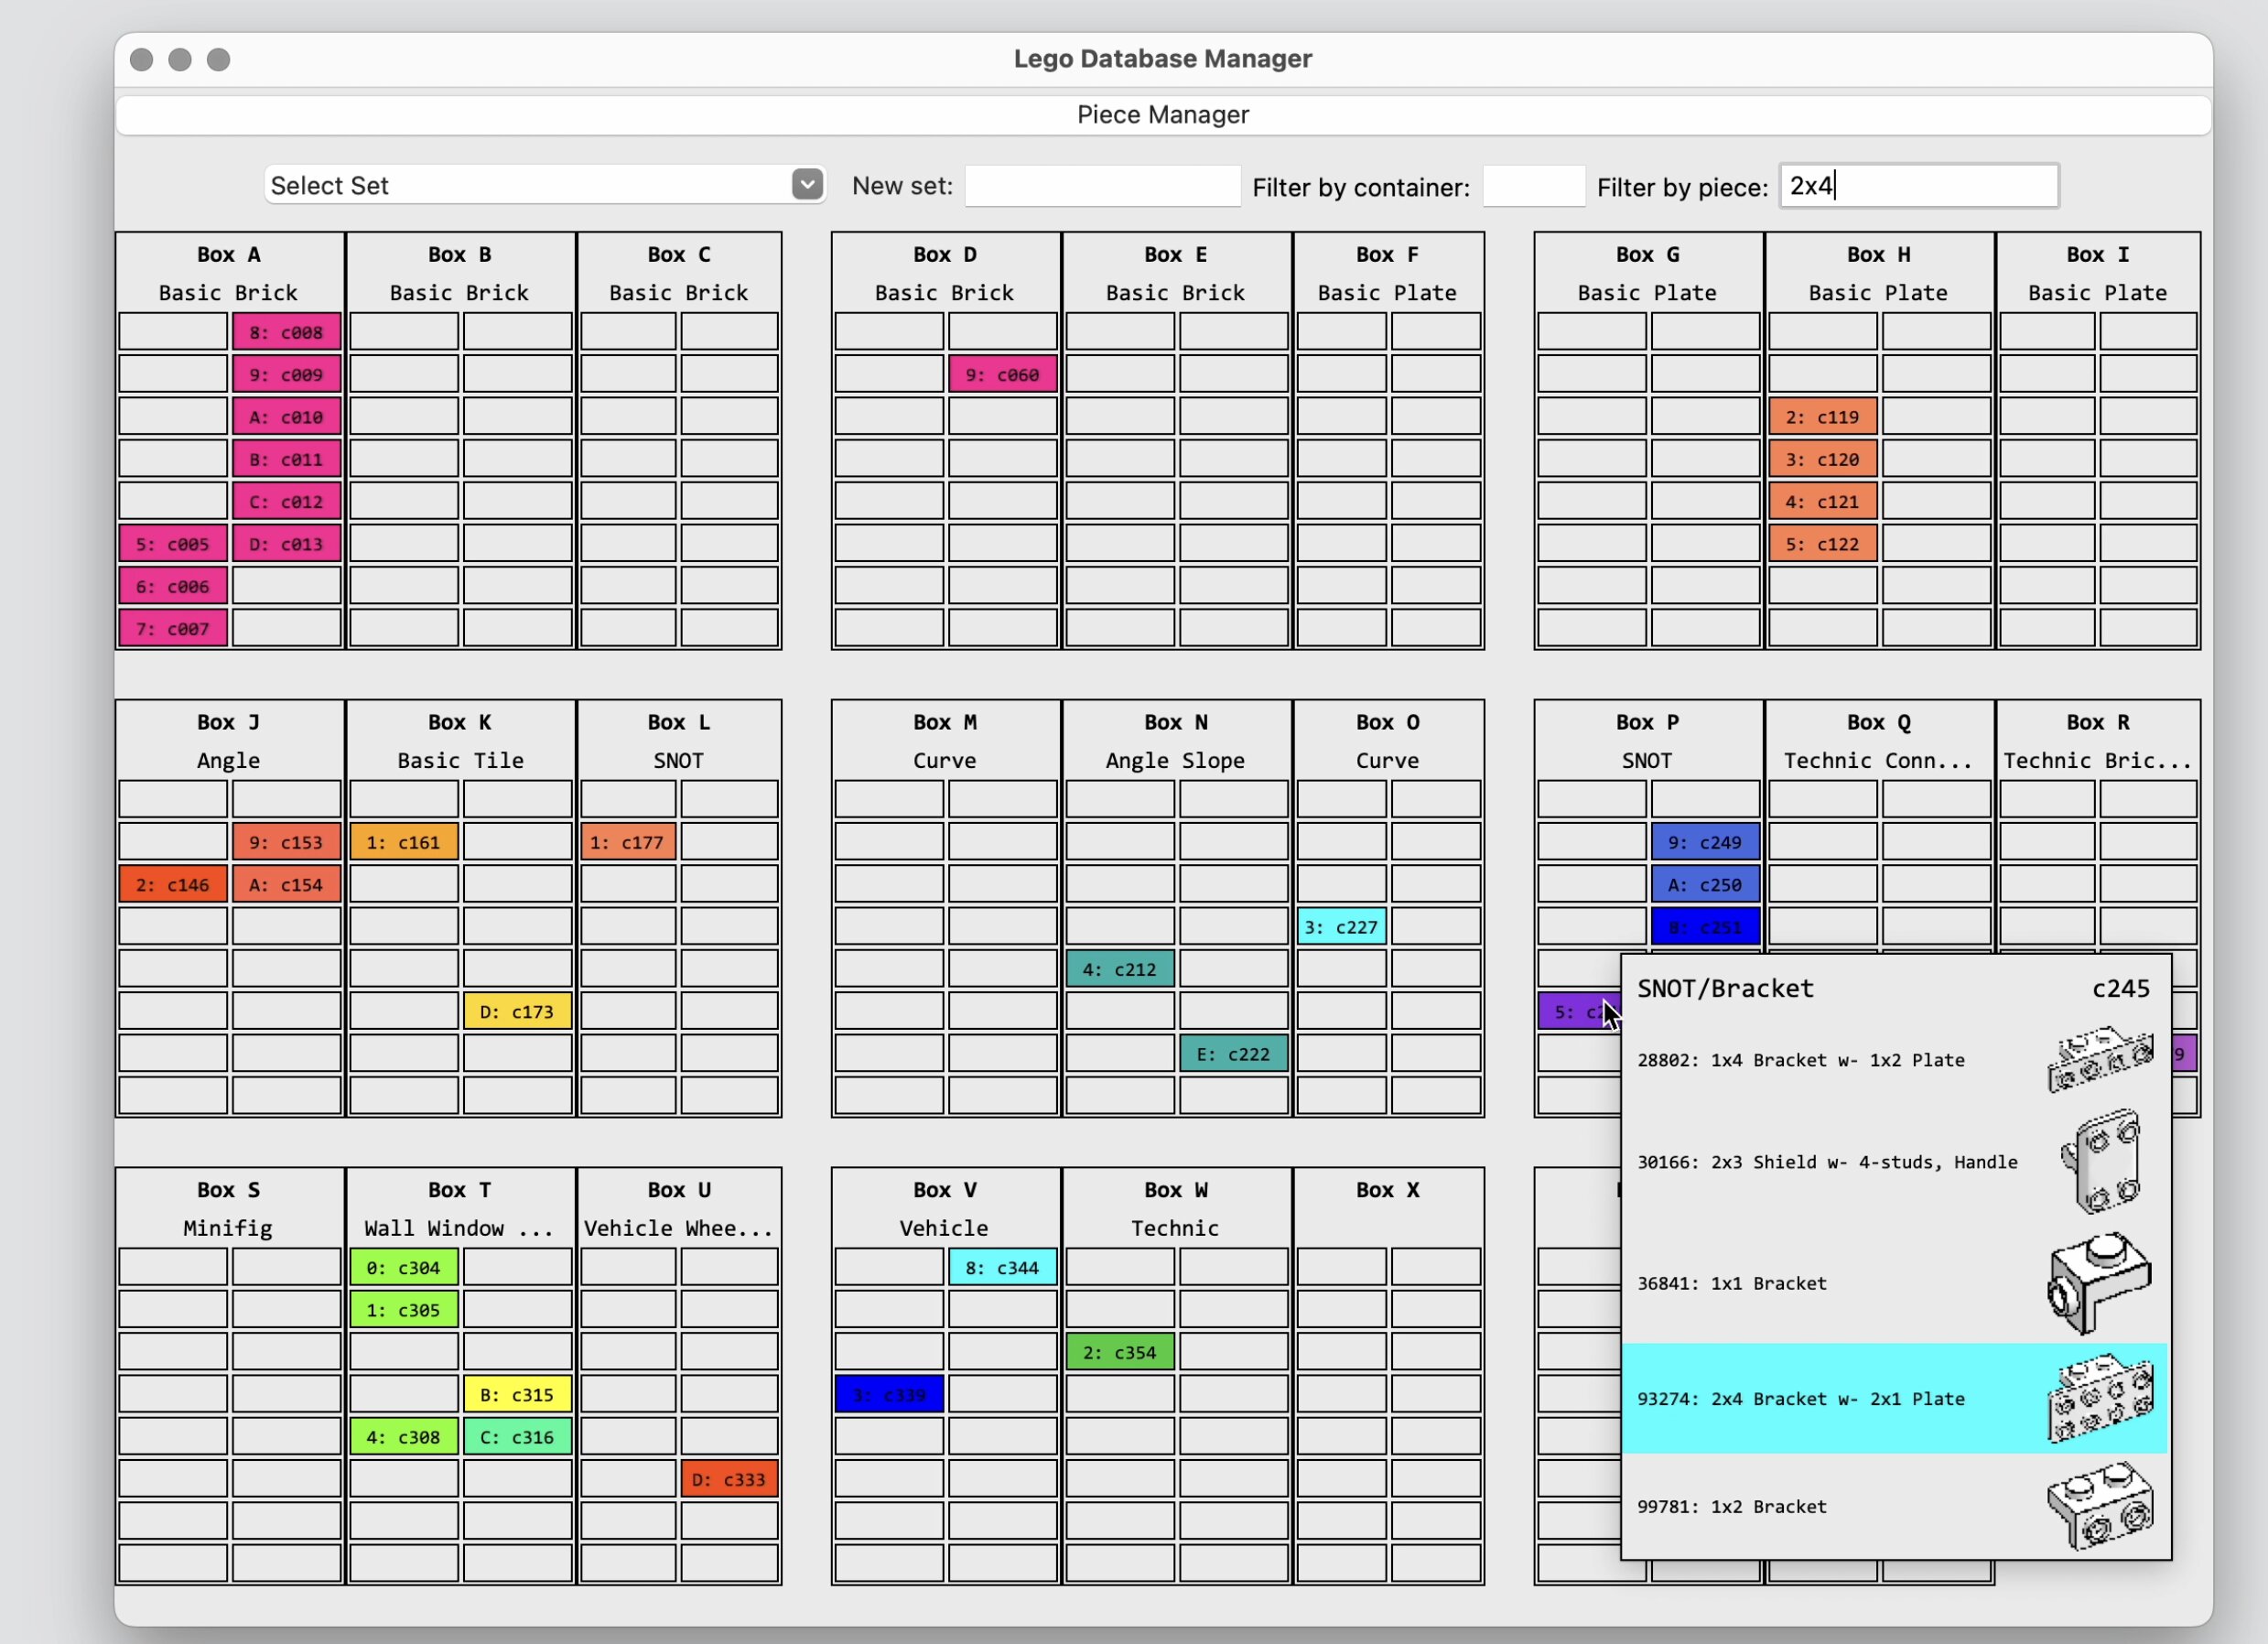 Lego Database Manager
Piece Manager
Select Set New set: Filter by container: Filter by piece: 2x4
Box A Box B Box C Box D Box E Box F Box G Box H Box I
Basic Brick Basic Brick Basic Brick Basic Brick Basic Brick Basic Plate Basic Plate Basic Plate Basic Plate
8: c008
9: c009 9: c060
A: c010 2: c119
B: c011 3: c120
C: c012 4: c121
5: c005 D: c013 5: c122
6: c006
7: c007
Box J Box K Box L Box M Box N Box O Box P Box Q Box R
Angle Basic Tile SNOT Curve Angle Slope Curve SNOT Technic Conn... Technic Bric...
9: c153 1: c161 1: c177 9: c249
2: c146 A: c154 A: c250
3: c227 B: c251
4: c212
D: c173 5:
E: c222 9
SNOT/Bracket c245
28802: 1x4 Bracket w- 1x2 Plate
30166: 2x3 Shield w- 4-studs, Handle
36841: 1x1 Bracket
93274: 2x4 Bracket w- 2x1 Plate
99781: 1x2 Bracket
Box S Box T Box U Box V Box W Box X
Minifig Wall Window ... Vehicle Whee... Vehicle Technic
0: c304 8: c344
1: c305
2: c354
B: c315 3: c339
4: c308 C: c316
D: c333